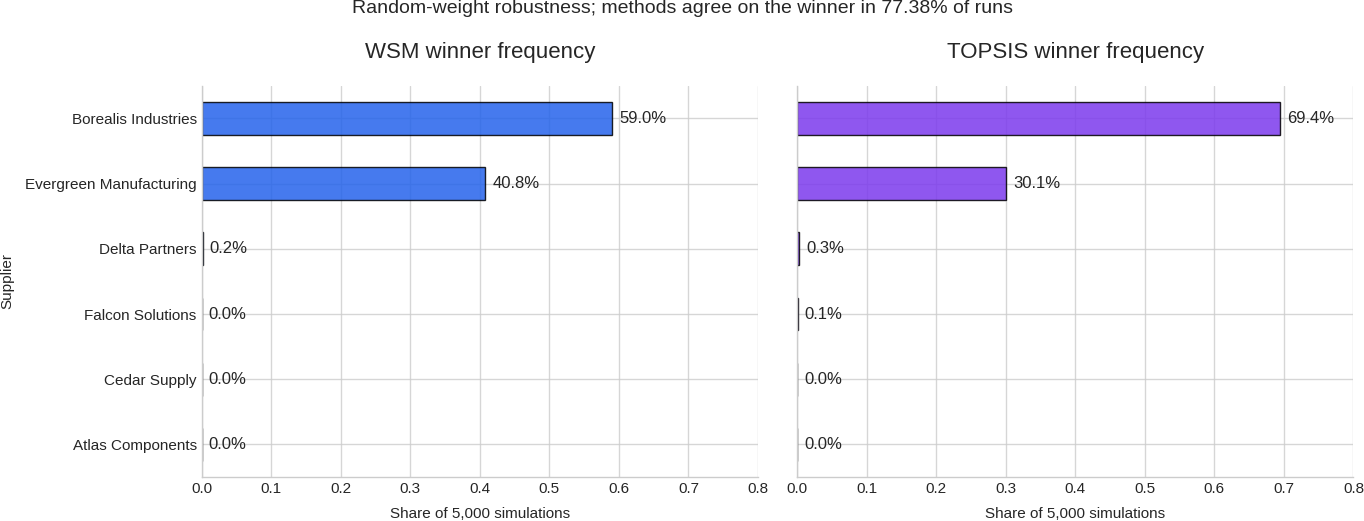 Random-weight robustness; methods agree on the winner in 77.38% of runs
WSM winner frequency
TOPSIS winner frequency
Supplier
Borealis Industries
59.0%
69.4%
Evergreen Manufacturing
40.8%
30.1%
Delta Partners
0.2%
0.3%
Falcon Solutions
0.0%
0.1%
Cedar Supply
0.0%
0.0%
Atlas Components
0.0%
0.0%
0.0 0.1 0.2 0.3 0.4 0.5 0.6 0.7 0.8
0.0 0.1 0.2 0.3 0.4 0.5 0.6 0.7 0.8
Share of 5,000 simulations
Share of 5,000 simulations